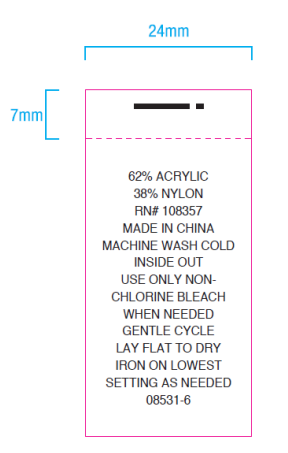 24mm
7mm
62% ACRYLIC
38% NYLON
RN# 108357
MADE IN CHINA
MACHINE WASH COLD
INSIDE OUT
USE ONLY NON-
CHLORINE BLEACH
WHEN NEEDED
GENTLE CYCLE
LAY FLAT TO DRY
IRON ON LOWEST
SETTING AS NEEDED
08531-6